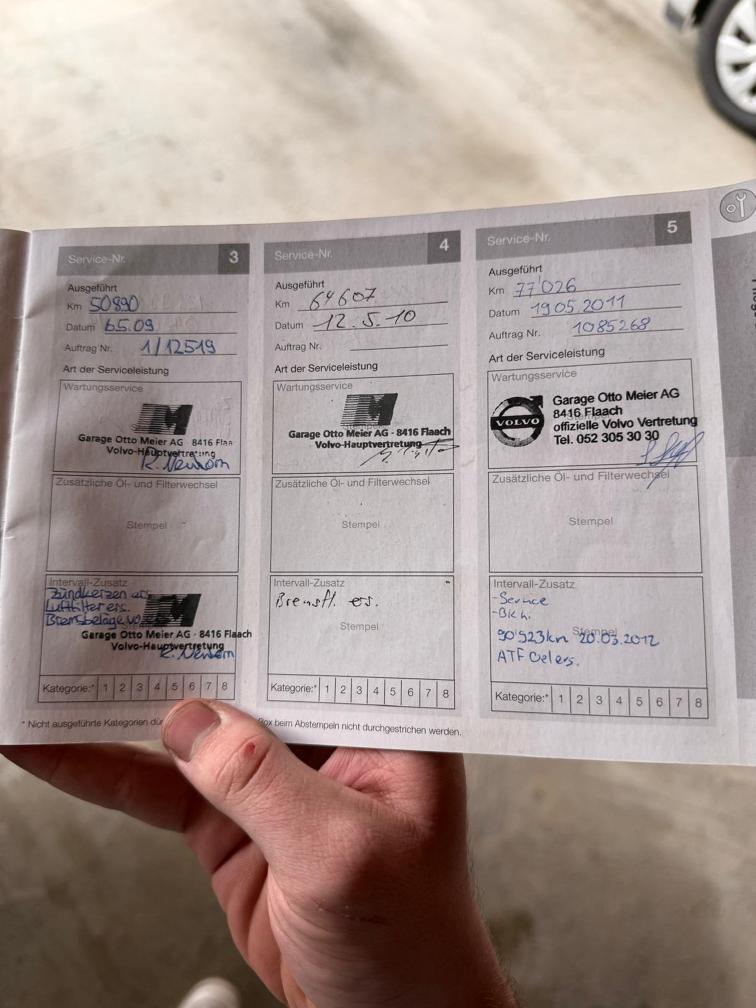 Service-Nr. 3
Ausgeführt
Km 50890
Datum 6.5.09
Auftrag Nr. 1/12519
Art der Serviceleistung
Wartungsservice
Garage Otto Meier AG · 8416 Flaa
Volvo-Hauptvertretung
Zusätzliche Öl- und Filterwechsel
Stempel
Intervall-Zusatz
Zündkerzen ers.
Luftfilter ers.
Bremsbeläge
Garage Otto Meier AG · 8416 Flaach
Volvo-Hauptvertretung
Kategorie:* 1 2 3 4 5 6 7 8
Service-Nr. 4
Ausgeführt
Km 64607
Datum 12.5.10
Auftrag Nr.
Art der Serviceleistung
Wartungsservice
Garage Otto Meier AG · 8416 Flaach
Volvo-Hauptvertretung
Zusätzliche Öl- und Filterwechsel
Stempel
Intervall-Zusatz
Bremsfl. ers.
Stempel
Kategorie:* 1 2 3 4 5 6 7 8
Service-Nr. 5
Ausgeführt
Km 77'026
Datum 19.05.2011
Auftrag Nr. 1085268
Art der Serviceleistung
Wartungsservice
VOLVO
Garage Otto Meier AG
8416 Flaach
offizielle Volvo Vertretung
Tel. 052 305 30 30
Zusätzliche Öl- und Filterwechsel
Stempel
Intervall-Zusatz
-Service
Stempel
90'923km 20.03.2012
ATF Oel ers.
Kategorie:* 1 2 3 4 5 6 7 8
* Nicht ausgeführte Kategorien dür
Box beim Abstempeln nicht durchgestrichen werden.